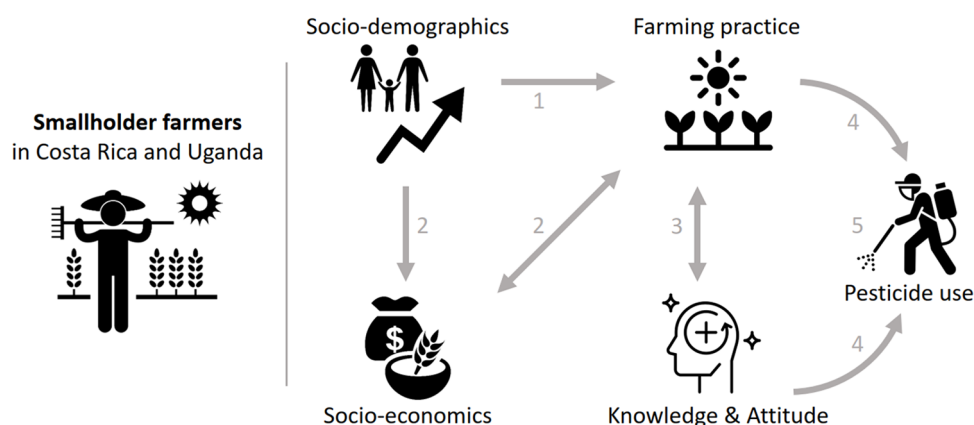 Socio-demographics
Farming practice
1
4
Smallholder farmers
in Costa Rica and Uganda
2
2
3
5
Pesticide use
$
4
Socio-economics
Knowledge & Attitude